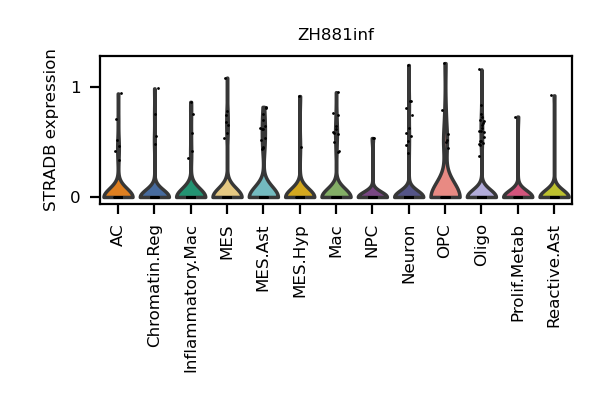 ZH881inf
STRADB expression
1
0
AC
Chromatin.Reg
Inflammatory.Mac
MES
MES.Ast
MES.Hyp
Mac
NPC
Neuron
OPC
Oligo
Prolif.Metab
Reactive.Ast